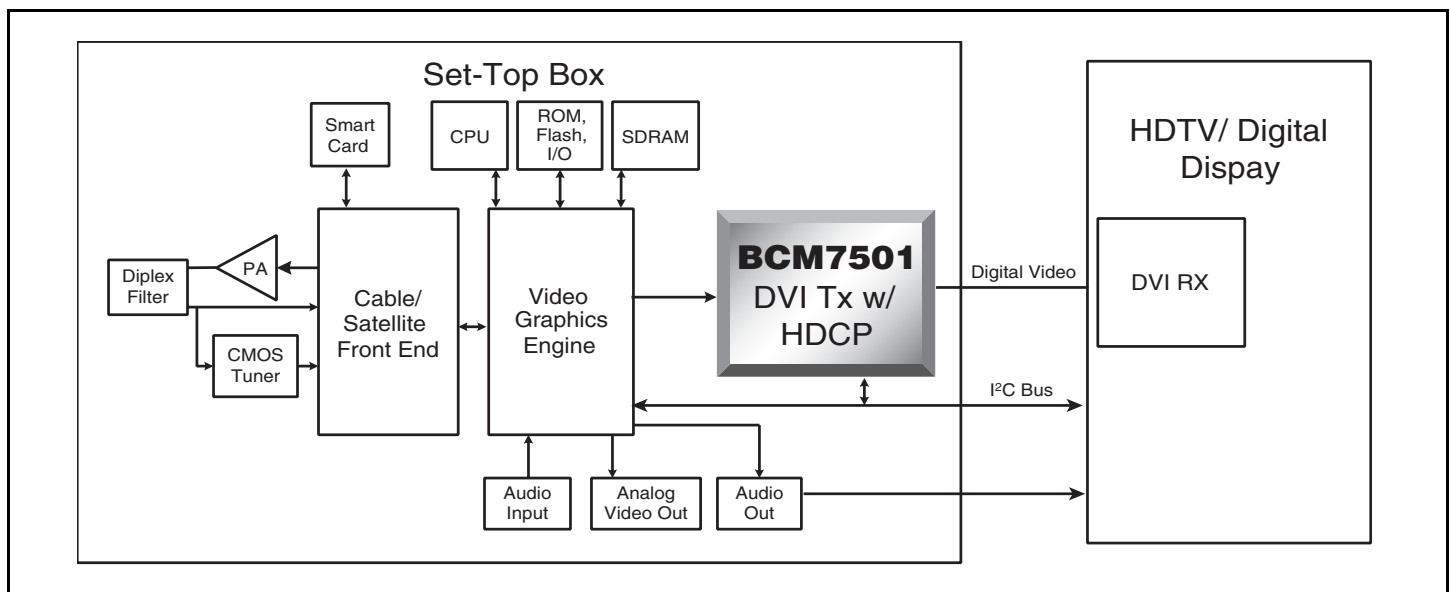 Set-Top Box
Smart
Card
CPU
ROM,
Flash,
I/O
SDRAM
HDTV/ Digital
Dispay
PA
Diplex
Filter
Cable/
Satellite
Front End
CMOS
Tuner
Video
Graphics
Engine
BCM7501
DVI Tx w/
HDCP
Digital Video
DVI RX
I²C Bus
Audio
Input
Analog
Video Out
Audio
Out